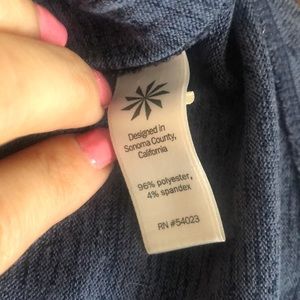 Designed in
Sonoma County,
California
96% polyester,
4% spandex
RN #54023